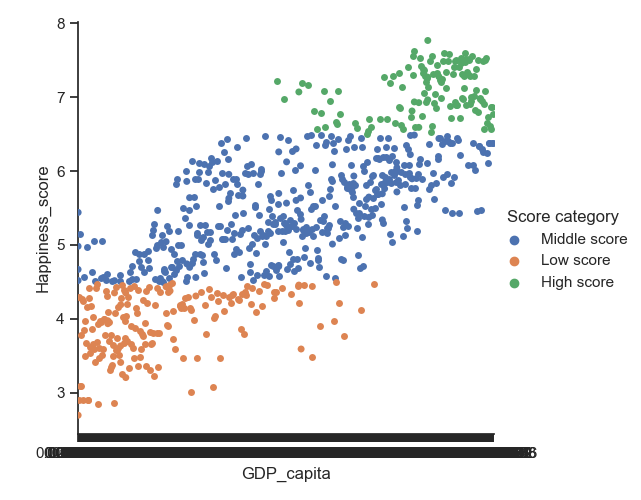 8
7
6
5
4
3
Happiness_score
GDP_capita
Score category
Middle score
Low score
High score